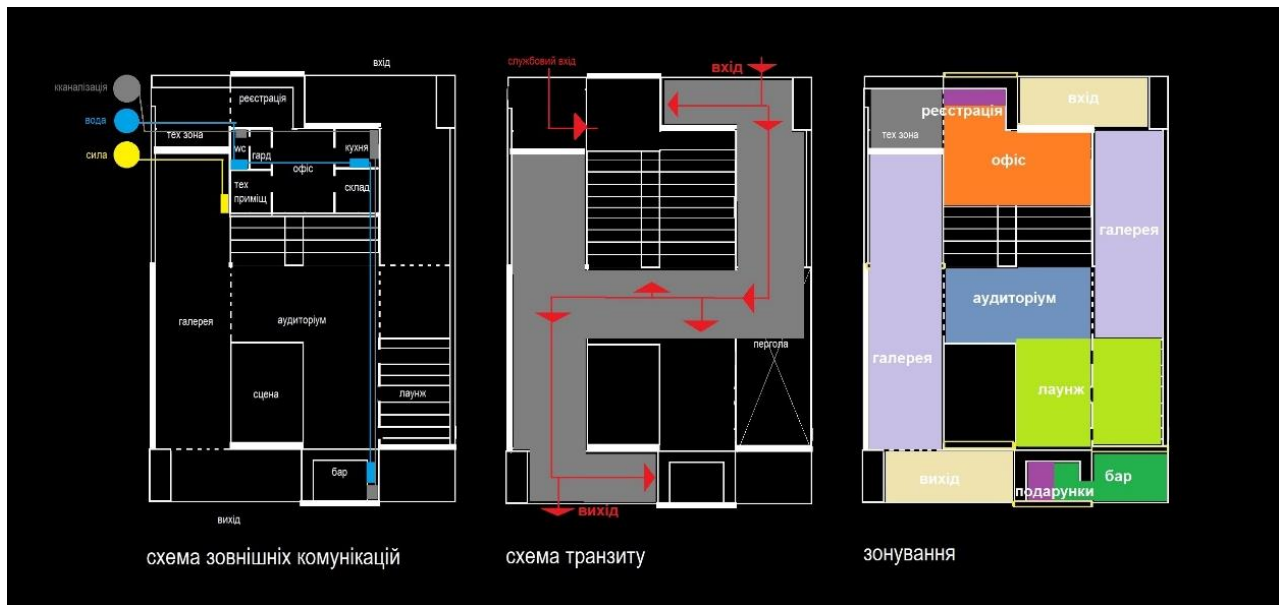 вхід
кканалізація
реєстрація
вода
тех зона
wc
гард
кухня
сила
офіс
тех
приміщ
склад
галерея
аудиторіум
сцена
лаунж
бар
вихід
схема зовнішніх комунікацій
службовий вхід
вхід
пергола
вихід
схема транзиту
вхід
реєстрація
тех зона
офіс
галерея
аудиторіум
галерея
лаунж
вихід
бар
подарунки
зонування